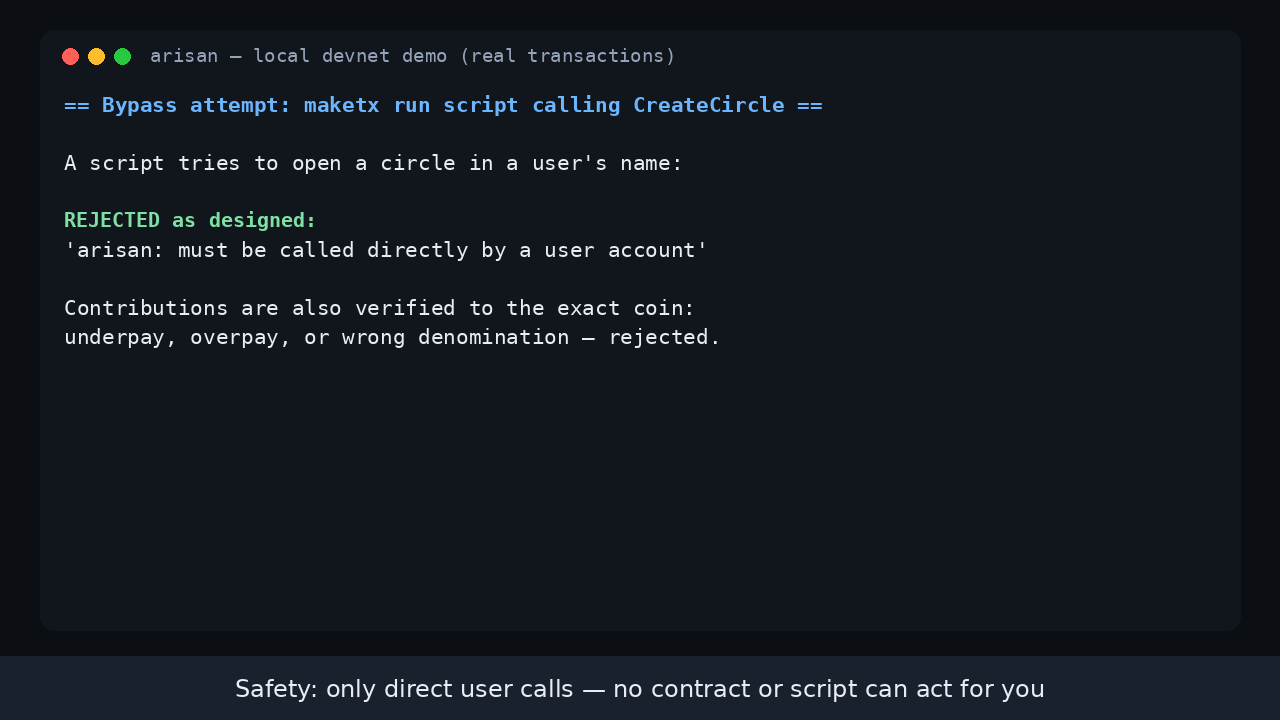 arisan — local devnet demo (real transactions)
== Bypass attempt: maketx run script calling CreateCircle ==
A script tries to open a circle in a user's name:
REJECTED as designed:
'arisan: must be called directly by a user account'
Contributions are also verified to the exact coin:
underpay, overpay, or wrong denomination — rejected.
Safety: only direct user calls — no contract or script can act for you